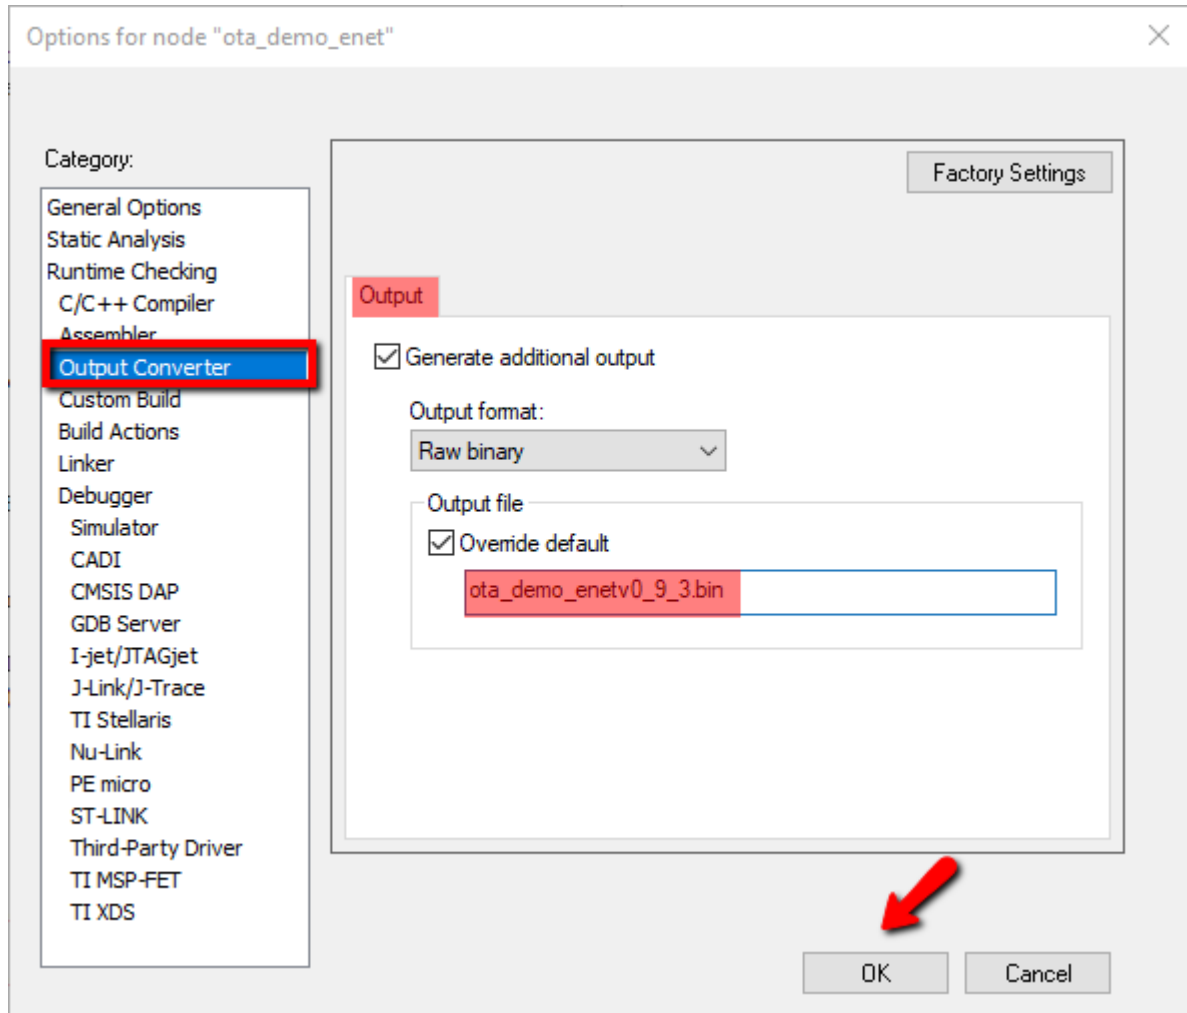 Options for node "ota_demo_enet"
Category:
Factory Settings
General Options
Static Analysis
Runtime Checking
C/C++ Compiler
Assembler
Output Converter
Custom Build
Build Actions
Linker
Debugger
Simulator
CADI
CMSIS DAP
GDB Server
I-jet/JTAGjet
J-Link/J-Trace
TI Stellaris
Nu-Link
PE micro
ST-LINK
Third-Party Driver
TI MSP-FET
TI XDS
Output
Generate additional output
Output format:
Raw binary
Output file
Override default
ota_demo_enetv0_9_3.bin
OK
Cancel